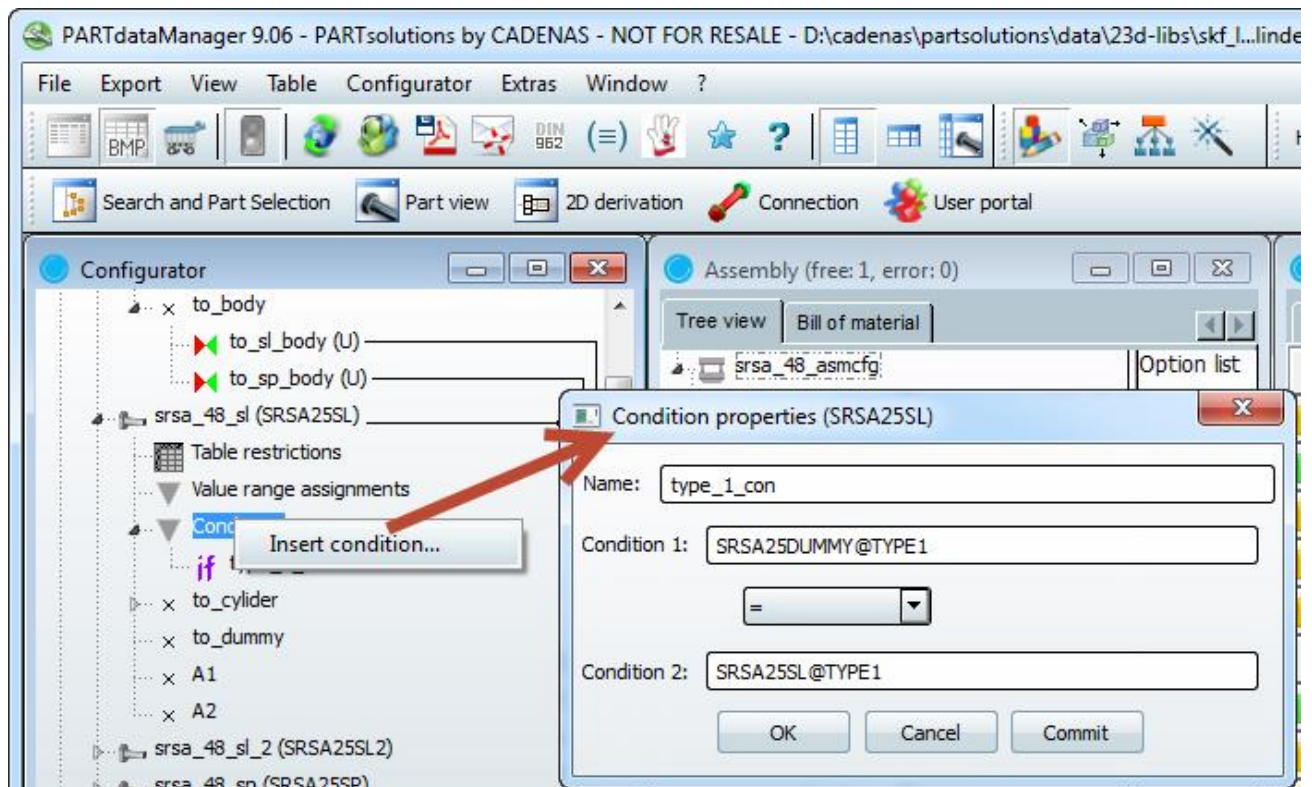 PARTdataManager 9.06 - PARTsolutions by CADENAS - NOT FOR RESALE - D:\cadenas\partsolutions\data\23d-libs\skf_l...linde
File Export View Table Configurator Extras Window ?
BMP DIN 962 (=) ?
Search and Part Selection Part view 2D derivation Connection User portal
Configurator
Assembly (free: 1, error: 0)
to_body
Tree view Bill of material
to_sl_body (U)
srsa_48_asmcfg Option list
to_sp_body (U)
srsa_48_sl (SRSA25SL)
Condition properties (SRSA25SL)
Table restrictions
Name: type_1_con
Value range assignments
Insert condition...
Condition 1: SRSA25DUMMY@TYPE1
if
to_cylider
=
to_dummy
A1
Condition 2: SRSA25SL@TYPE1
A2
OK Cancel Commit
srsa_48_sl_2 (SRSA25SL2)
srsa_48_sp (SRSA25SP)